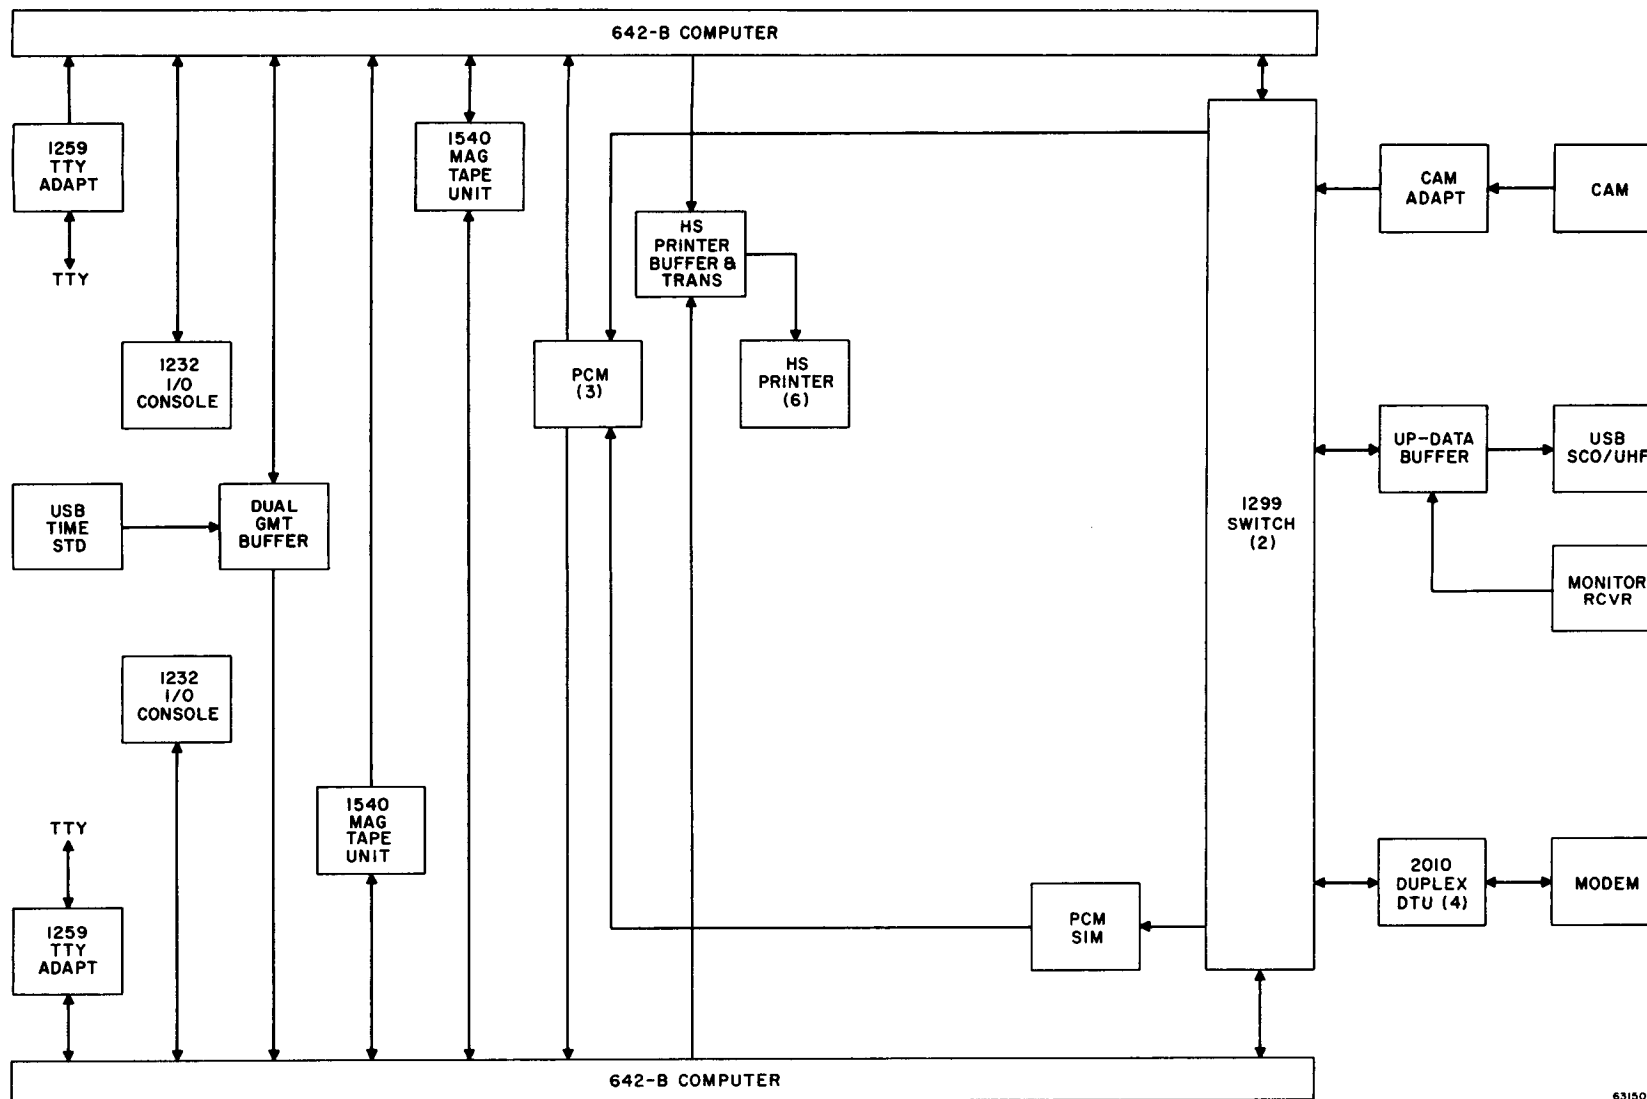 642-B COMPUTER
1259
TTY
ADAPT
TTY
1540
MAG
TAPE
UNIT
HS
PRINTER
BUFFER &
TRANS
CAM
ADAPT
CAM
1232
I/O
CONSOLE
PCM
(3)
HS
PRINTER
(6)
UP-DATA
BUFFER
USB
SCO/UHF
USB
TIME
STD
DUAL
GMT
BUFFER
1299
SWITCH
(2)
MONITOR
RCVR
1232
I/O
CONSOLE
TTY
1540
MAG
TAPE
UNIT
2010
DUPLEX
DTU (4)
MODEM
1259
TTY
ADAPT
PCM
SIM
642-B COMPUTER
63150